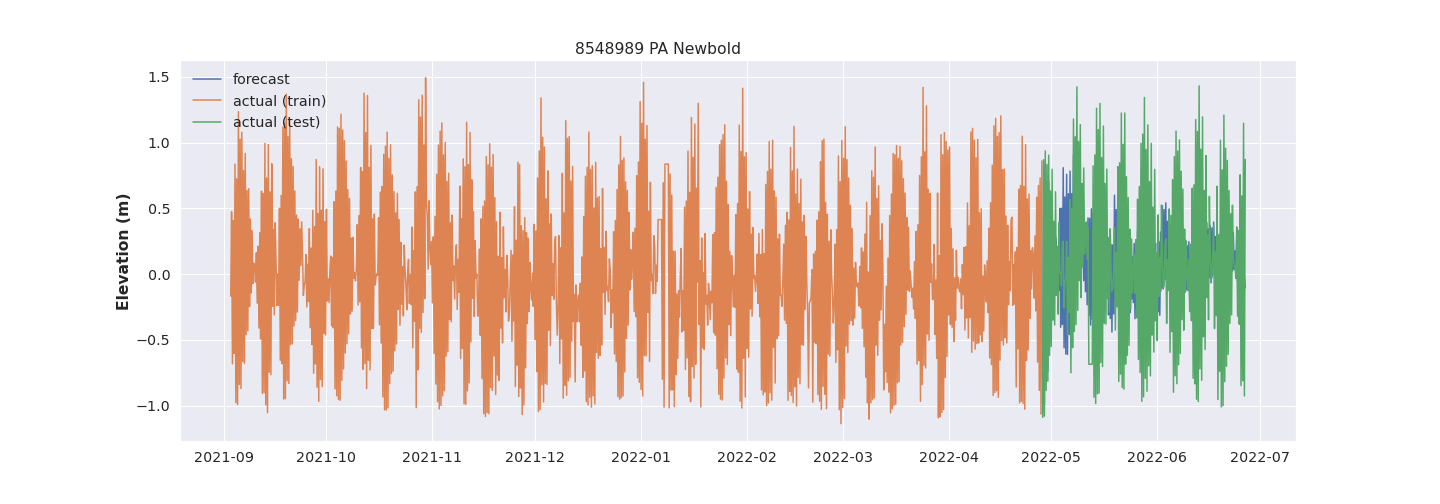 8548989 PA Newbold
forecast
actual (train)
actual (test)
Elevation (m)
1.5
1.0
0.5
0.0
−0.5
−1.0
2021-09 2021-10 2021-11 2021-12 2022-01 2022-02 2022-03 2022-04 2022-05 2022-06 2022-07